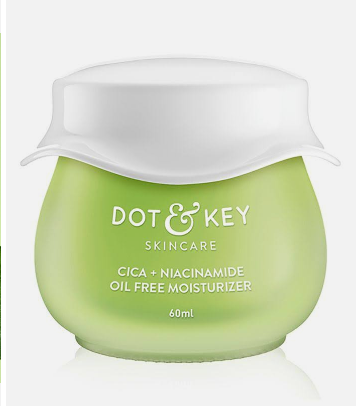 DOT & KEY
SKINCARE
CICA + NIACINAMIDE
OIL FREE MOISTURIZER
60ml